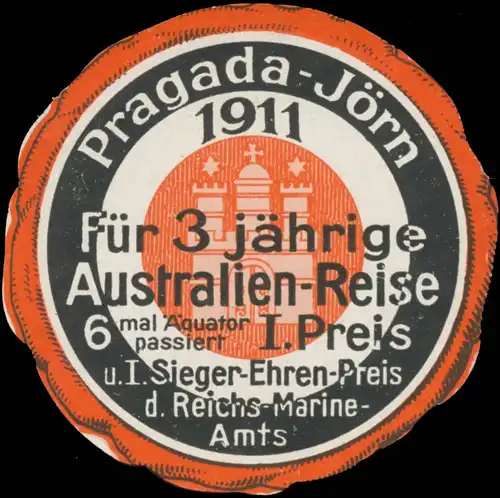 Pragada-Jörn
1911
Für 3 jährige
Australien-Reise
6 mal Äquator passiert I. Preis
u. I. Sieger-Ehren-Preis
d. Reichs-Marine-
Amts